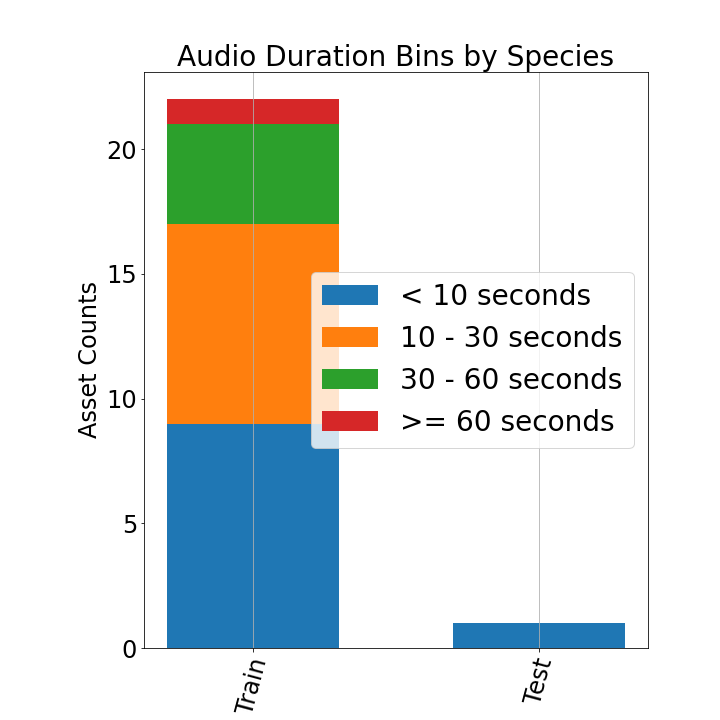 Audio Duration Bins by Species
Asset Counts
20
15
10
5
0
< 10 seconds
10 - 30 seconds
30 - 60 seconds
>= 60 seconds
Train
Test